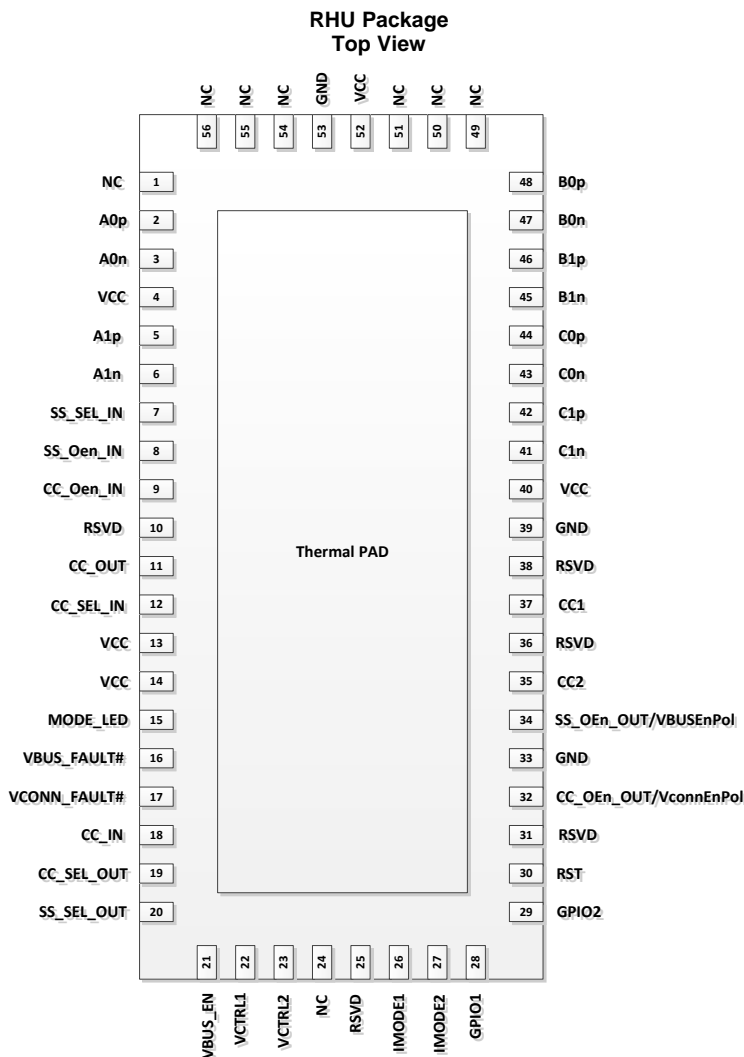 RHU Package
Top View
NC NC NC GND VCC NC NC NC
56 55 54 53 52 51 50 49
NC 1 48 B0p
A0p 2 47 B0n
A0n 3 46 B1p
VCC 4 45 B1n
A1p 5 44 C0p
A1n 6 43 C0n
SS_SEL_IN 7 42 C1p
SS_Oen_IN 8 41 C1n
CC_Oen_IN 9 40 VCC
RSVD 10 39 GND
Thermal PAD
CC_OUT 11 38 RSVD
CC_SEL_IN 12 37 CC1
VCC 13 36 RSVD
VCC 14 35 CC2
MODE_LED 15 34 SS_OEn_OUT/VBUSEnPol
VBUS_FAULT# 16 33 GND
VCONN_FAULT# 17 32 CC_OEn_OUT/VconnEnPol
CC_IN 18 31 RSVD
CC_SEL_OUT 19 30 RST
SS_SEL_OUT 20 29 GPIO2
21 22 23 24 25 26 27 28
VBUS_EN VCTRL1 VCTRL2 NC RSVD IMODE1 IMODE2 GPIO1